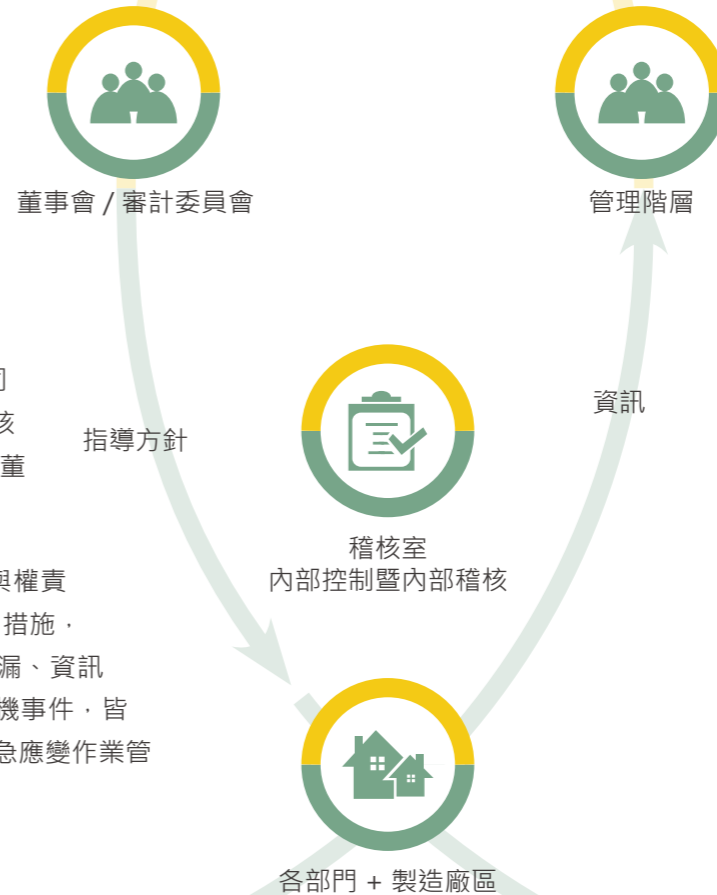 董事會 / 審計委員會
管理階層
司
核
董
指導方針
資訊
稽核室
內部控制暨內部稽核
與權責
措施，
漏、資訊
機事件，皆
急應變作業管
各部門 + 製造廠區